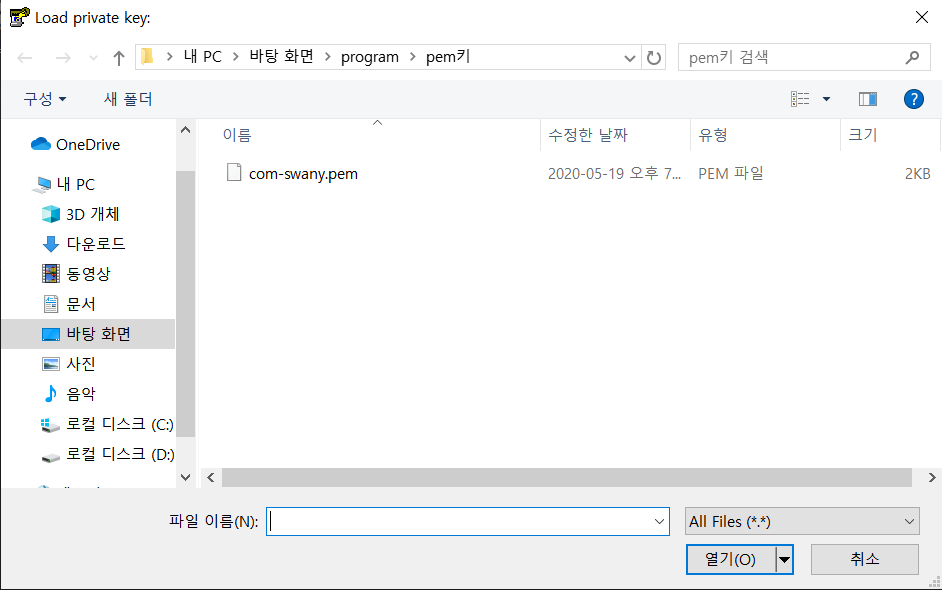 Load private key:
내 PC > 바탕 화면 > program > pem키
pem키 검색
구성
새 폴더
이름
수정한 날짜
유형
크기
com-swany.pem
2020-05-19 오후 7...
PEM 파일
2KB
OneDrive
내 PC
3D 개체
다운로드
동영상
문서
바탕 화면
사진
음악
로컬 디스크 (C:)
로컬 디스크 (D:)
파일 이름(N):
All Files (*.*)
열기(O)
취소